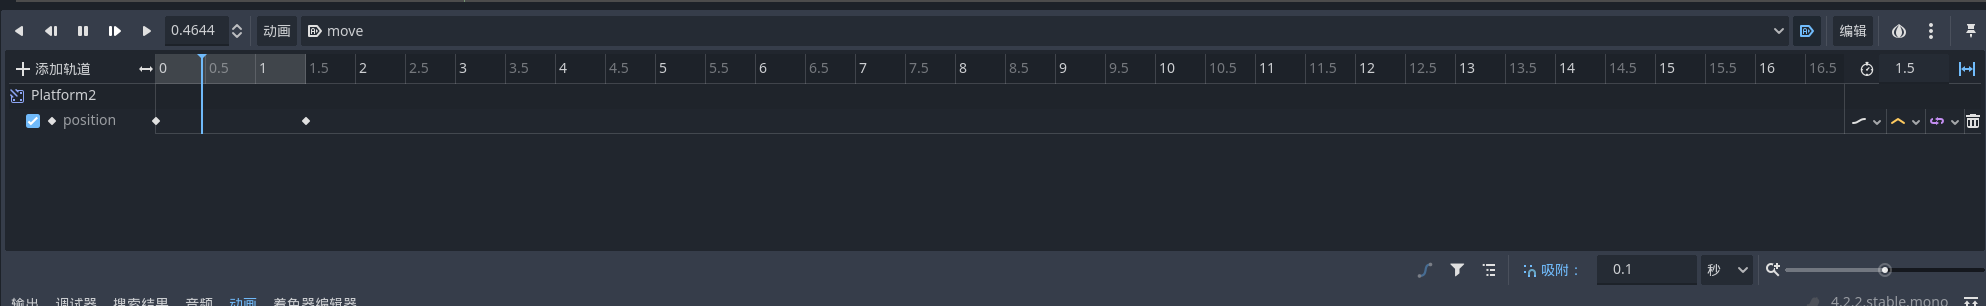 0.4644 动画 move 编辑
添加轨道 0 0.5 1 1.5 2 2.5 3 3.5 4 4.5 5 5.5 6 6.5 7 7.5 8 8.5 9 9.5 10 10.5 11 11.5 12 12.5 13 13.5 14 14.5 15 15.5 16 16.5 1.5
Platform2
position
吸附： 0.1 秒
输出 调试器 搜索结果 音频 动画 着色器编辑器 4.2.2.stable.mono